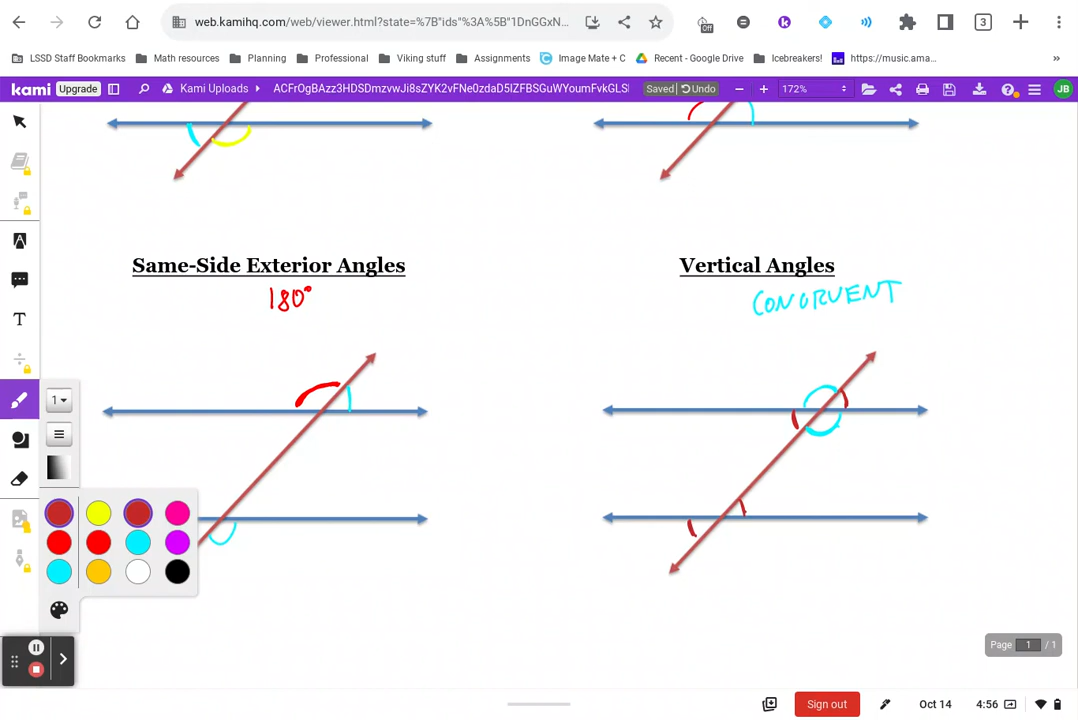 web.kamihq.com/web/viewer.html?state=%7B"ids"%3A%5B"1DnGGxN...
Off
3
LSSD Staff Bookmarks
Math resources
Planning
Professional
Viking stuff
Assignments
Image Mate + C
Recent - Google Drive
Icebreakers!
https://music.ama...
»
kami
Upgrade
Kami Uploads
ACFrOgBAzz3HDSDmzvwJi8sZYK2vFNe0zdaD5lZFBSGuWYoumFvkGLS
Saved
Undo
172%
JB
Same-Side Exterior Angles
180°
Vertical Angles
CONGRUENT
A
T
1
Page 1 / 1
Sign out
Oct 14
4:56